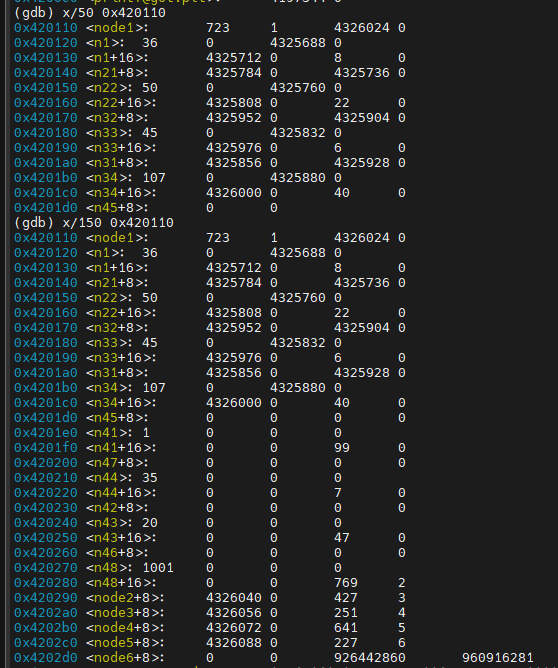 (gdb) x/50 0x420110
0x420110 <node1>: 723 1 4326024 0
0x420120 <n1>: 36 0 4325688 0
0x420130 <n1+16>: 4325712 0 8 0
0x420140 <n21+8>: 4325784 0 4325736 0
0x420150 <n22>: 50 0 4325760 0
0x420160 <n22+16>: 4325808 0 22 0
0x420170 <n32+8>: 4325952 0 4325904 0
0x420180 <n33>: 45 0 4325832 0
0x420190 <n33+16>: 4325976 0 6 0
0x4201a0 <n31+8>: 4325856 0 4325928 0
0x4201b0 <n34>: 107 0 4325880 0
0x4201c0 <n34+16>: 4326000 0 40 0
0x4201d0 <n45+8>: 0 0
(gdb) x/150 0x420110
0x420110 <node1>: 723 1 4326024 0
0x420120 <n1>: 36 0 4325688 0
0x420130 <n1+16>: 4325712 0 8 0
0x420140 <n21+8>: 4325784 0 4325736 0
0x420150 <n22>: 50 0 4325760 0
0x420160 <n22+16>: 4325808 0 22 0
0x420170 <n32+8>: 4325952 0 4325904 0
0x420180 <n33>: 45 0 4325832 0
0x420190 <n33+16>: 4325976 0 6 0
0x4201a0 <n31+8>: 4325856 0 4325928 0
0x4201b0 <n34>: 107 0 4325880 0
0x4201c0 <n34+16>: 4326000 0 40 0
0x4201d0 <n45+8>: 0 0 0 0
0x4201e0 <n41>: 1 0 0 0
0x4201f0 <n41+16>: 0 0 99 0
0x420200 <n47+8>: 0 0 0 0
0x420210 <n44>: 35 0 0 0
0x420220 <n44+16>: 0 0 7 0
0x420230 <n42+8>: 0 0 0 0
0x420240 <n43>: 20 0 0 0
0x420250 <n43+16>: 0 0 47 0
0x420260 <n46+8>: 0 0 0 0
0x420270 <n48>: 1001 0 0 0
0x420280 <n48+16>: 0 0 769 2
0x420290 <node2+8>: 4326040 0 427 3
0x4202a0 <node3+8>: 4326056 0 251 4
0x4202b0 <node4+8>: 4326072 0 641 5
0x4202c0 <node5+8>: 4326088 0 227 6
0x4202d0 <node6+8>: 0 0 926442860 960916281